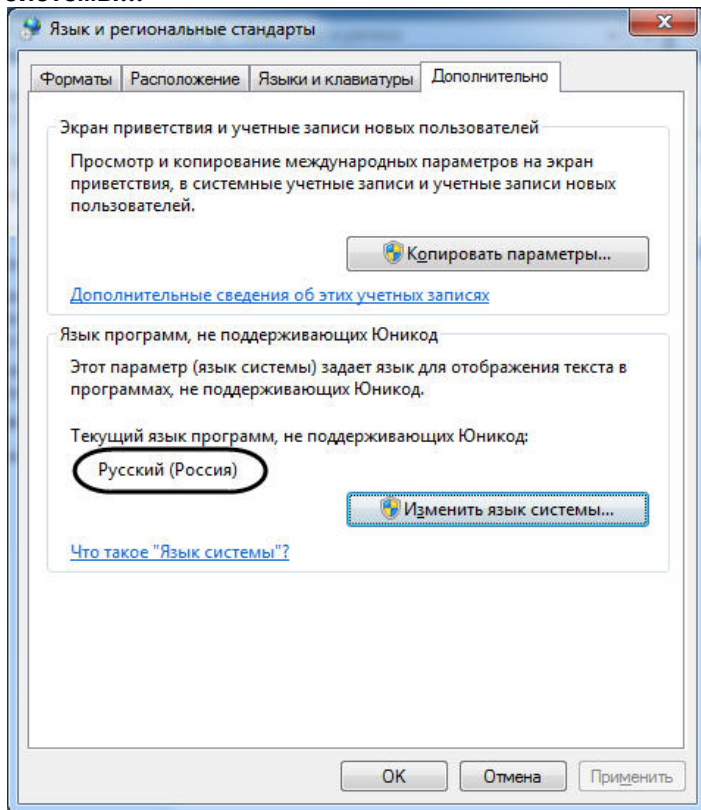 Язык и региональные стандарты
Форматы Расположение Языки и клавиатуры Дополнительно
Экран приветствия и учетные записи новых пользователей
Просмотр и копирование международных параметров на экран
приветствия, в системные учетные записи и учетные записи новых
пользователей.
Копировать параметры...
Дополнительные сведения об этих учетных записях
Язык программ, не поддерживающих Юникод
Этот параметр (язык системы) задает язык для отображения текста в
программах, не поддерживающих Юникод.
Текущий язык программ, не поддерживающих Юникод:
Русский (Россия)
Изменить язык системы...
Что такое "Язык системы"?
ОК Отмена Применить